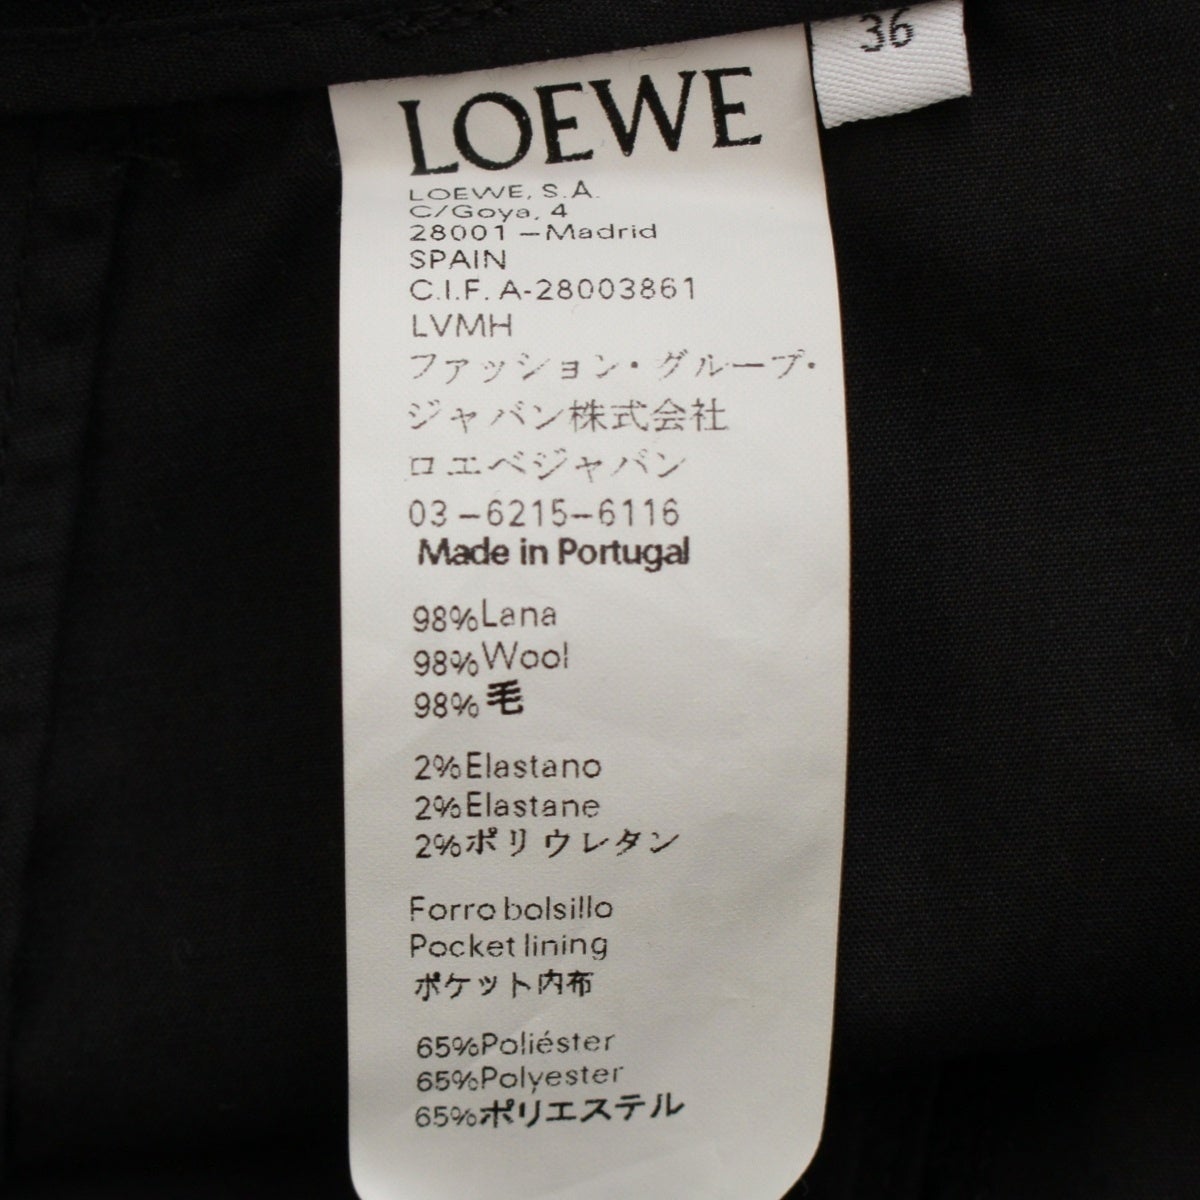 36
LOEWE
LOEWE, S.A.
C/Goya, 4
28001 –Madrid
SPAIN
C.I.F. A-28003861
LVMH
ファッション・グループ・
ジャパン株式会社
ロエベジャパン
03–6215–6116
Made in Portugal
98%Lana
98%Wool
98%毛
2%Elastano
2%Elastane
2%ポリウレタン
Forro bolsillo
Pocket lining
ポケット内布
65%Poliéster
65%Polyester
65%ポリエステル